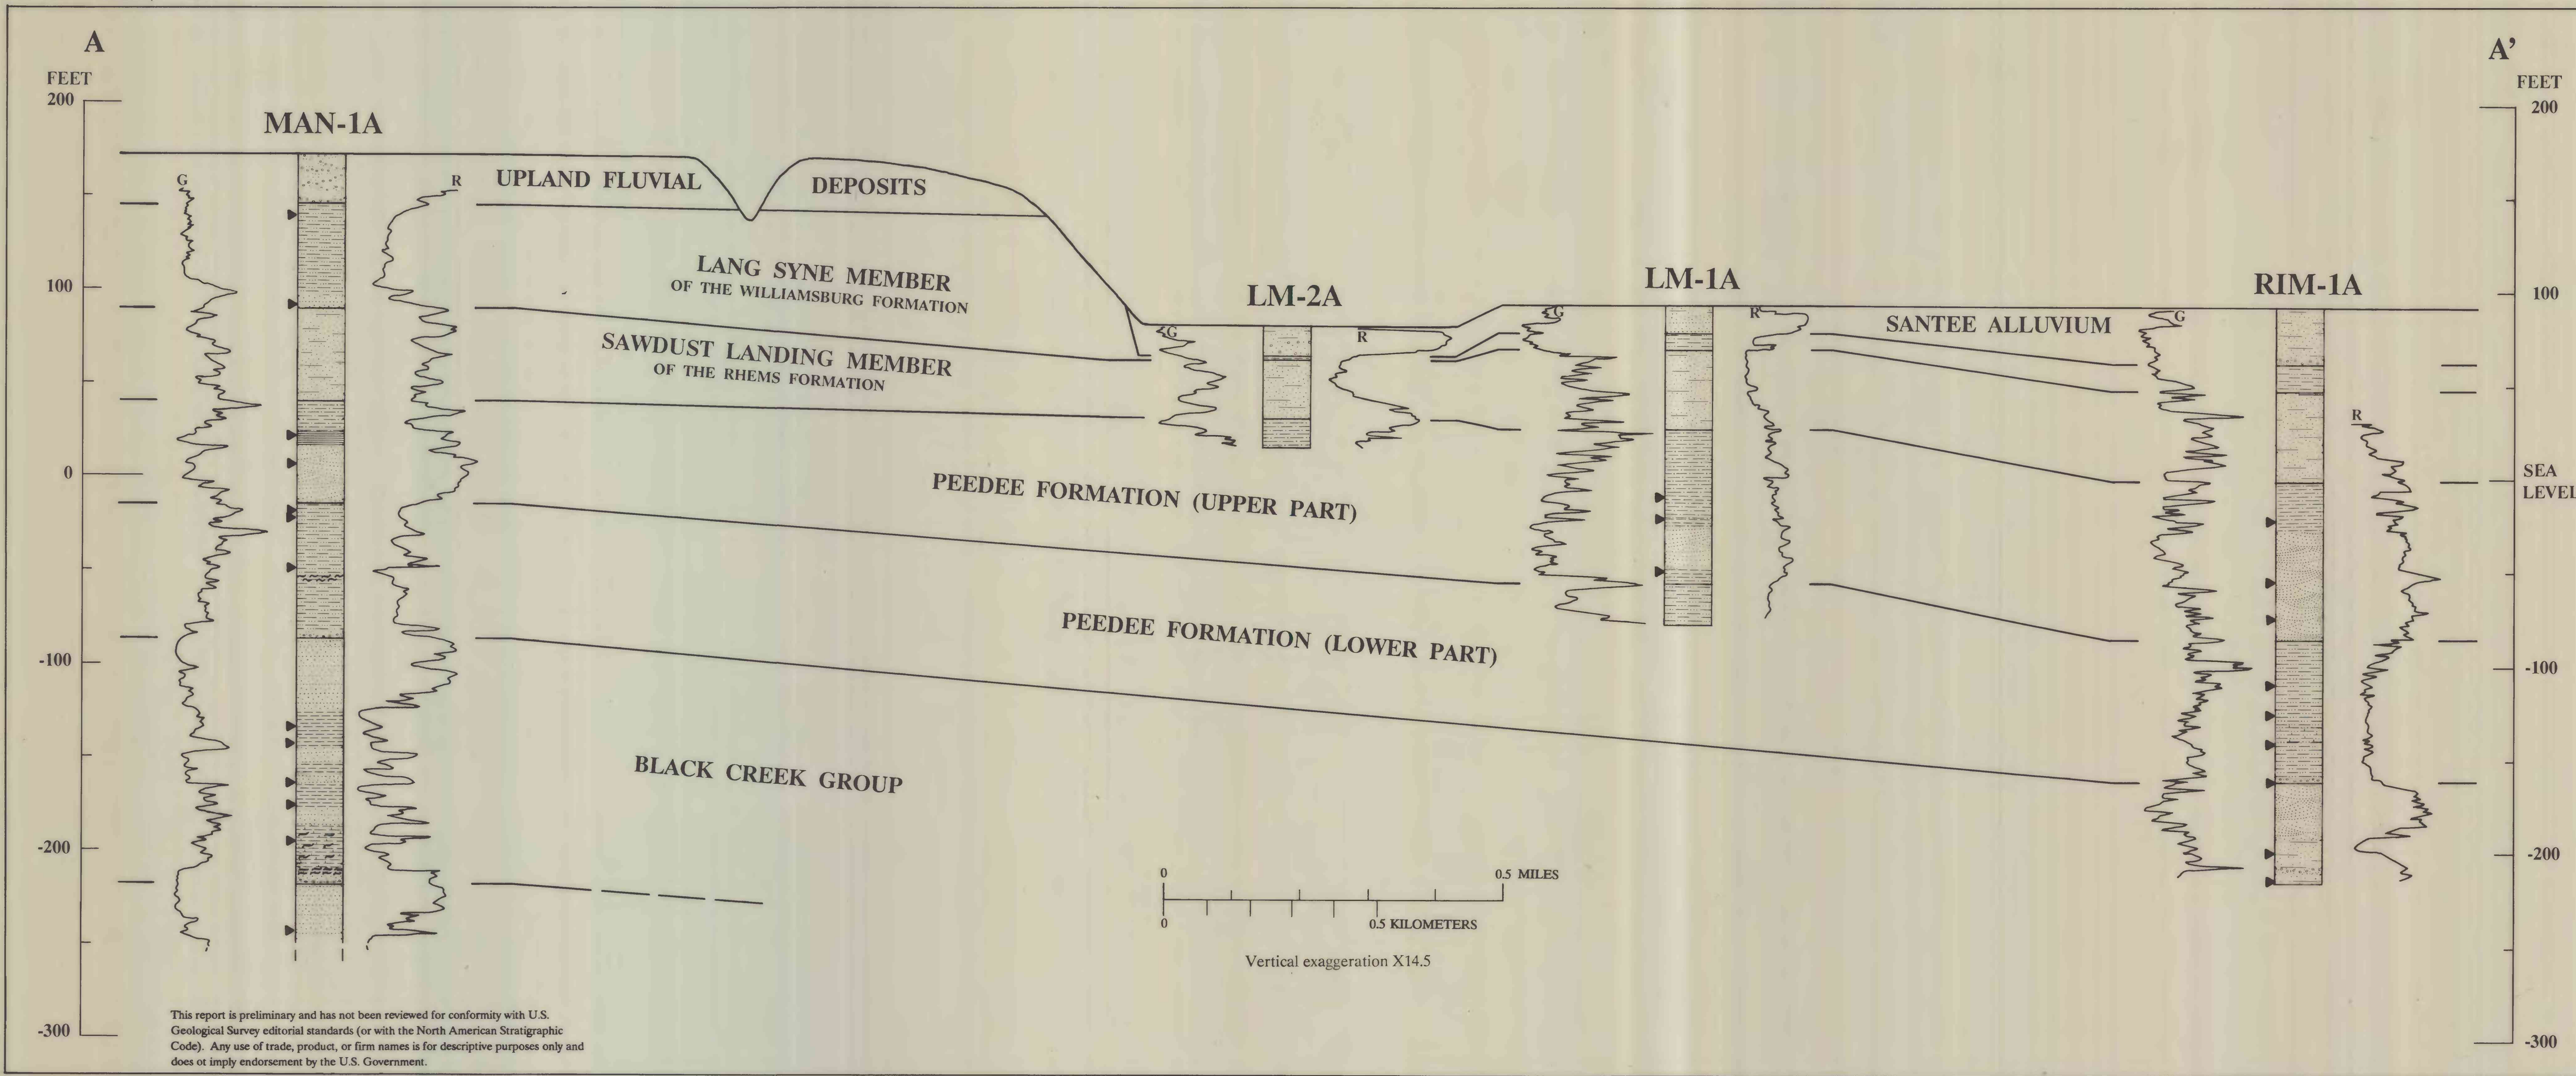 A
A'
FEET
FEET
200
200
MAN-1A
G
R
UPLAND FLUVIAL DEPOSITS
LANG SYNE MEMBER
OF THE WILLIAMSBURG FORMATION
100
100
LM-2A
LM-1A
RIM-1A
G
R
G
R
SANTEE ALLUVIUM
G
SAWDUST LANDING MEMBER
OF THE RHEMS FORMATION
R
0
SEA
LEVEL
PEEDEE FORMATION (UPPER PART)
PEEDEE FORMATION (LOWER PART)
-100
-100
BLACK CREEK GROUP
-200
-200
0 0.5 MILES
0 0.5 KILOMETERS
Vertical exaggeration X14.5
-300
-300
This report is preliminary and has not been reviewed for conformity with U.S.
Geological Survey editorial standards (or with the North American Stratigraphic
Code). Any use of trade, product, or firm names is for descriptive purposes only and
does ot imply endorsement by the U.S. Government.